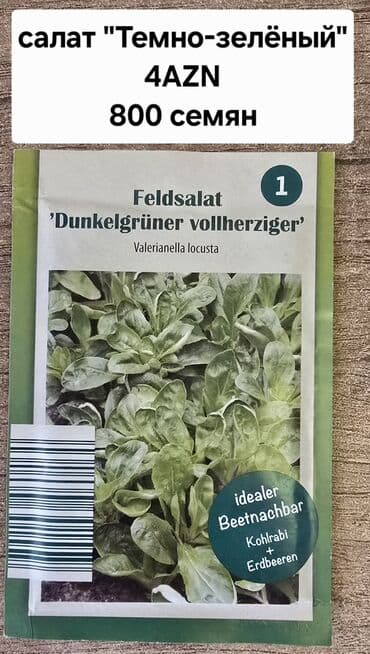 салат "Темно-зелёный"
4AZN
800 семян
1
Feldsalat
'Dunkelgrüner vollherziger'
Valerianella locusta
idealer
Beetnachbar
Kohlrabi
+
Erdbeeren